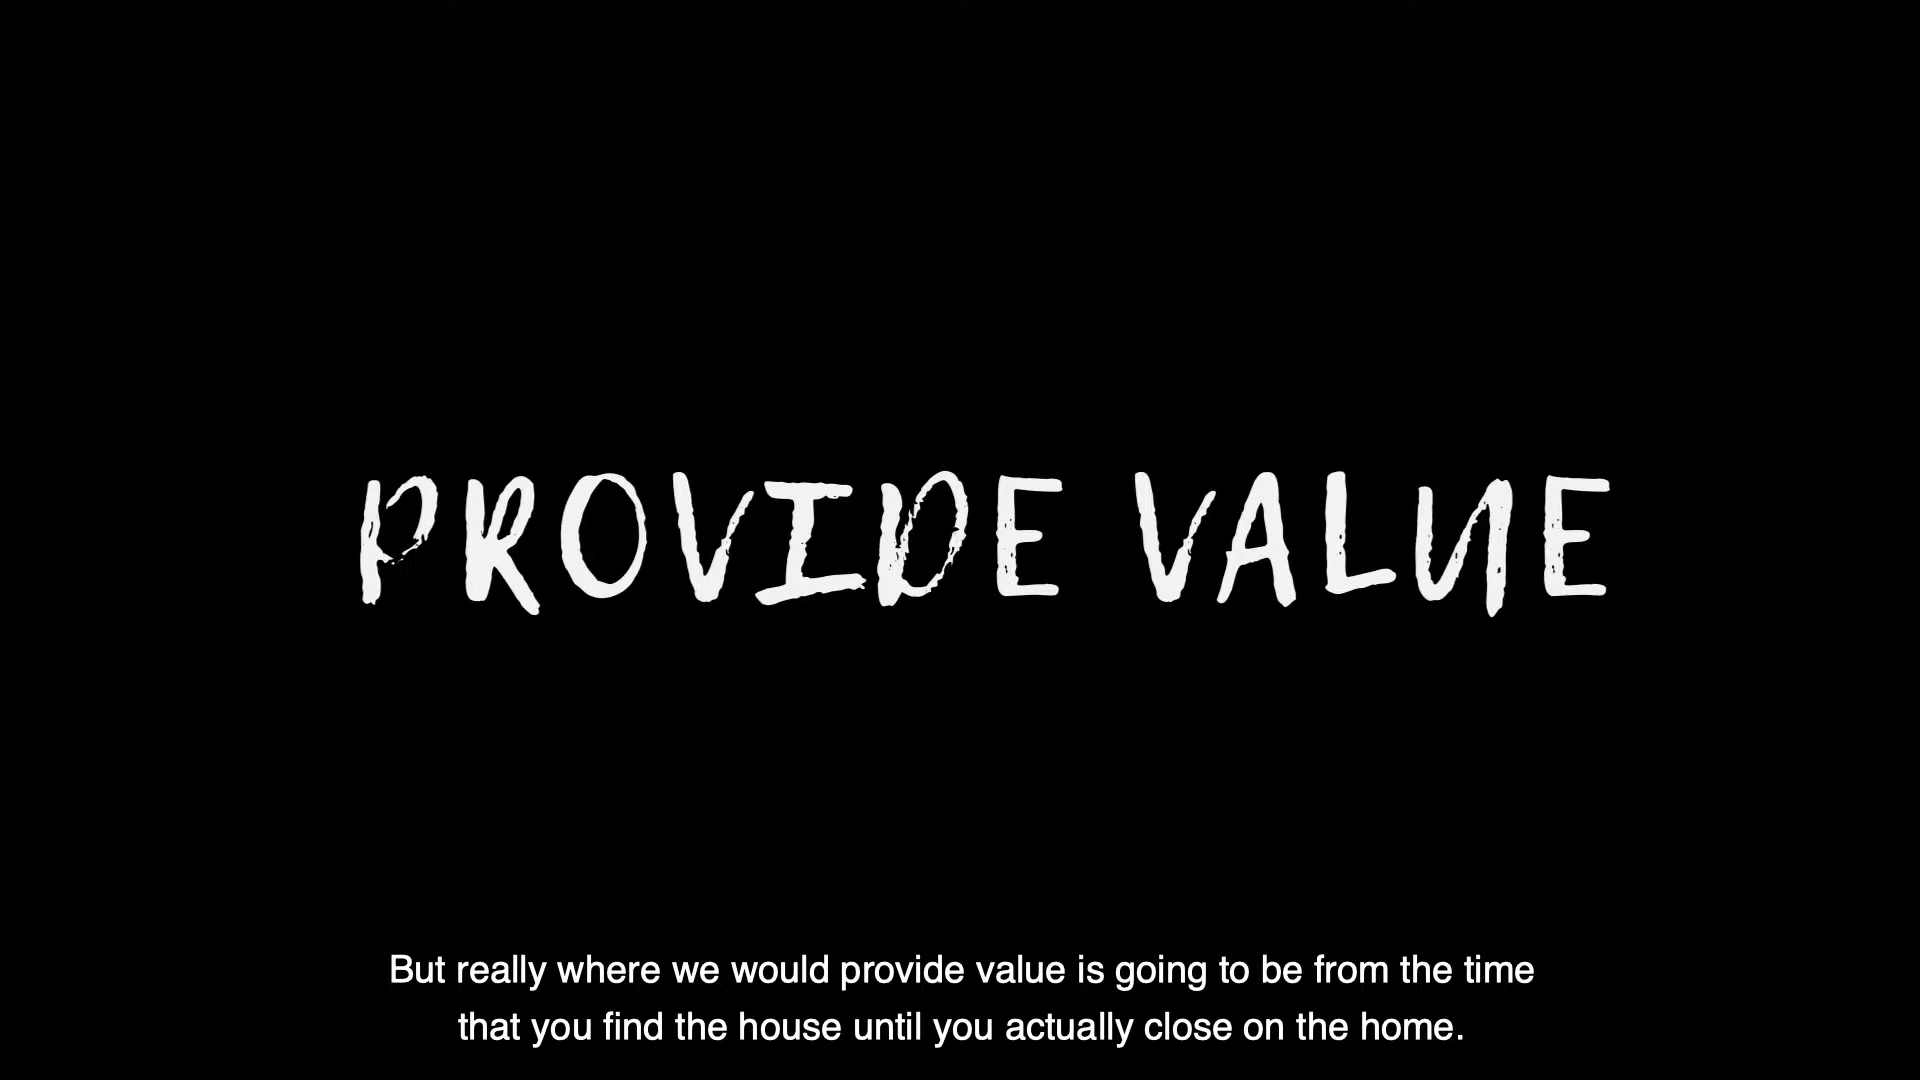 PROVIDE VALUE
But really where we would provide value is going to be from the time
that you find the house until you actually close on the home.